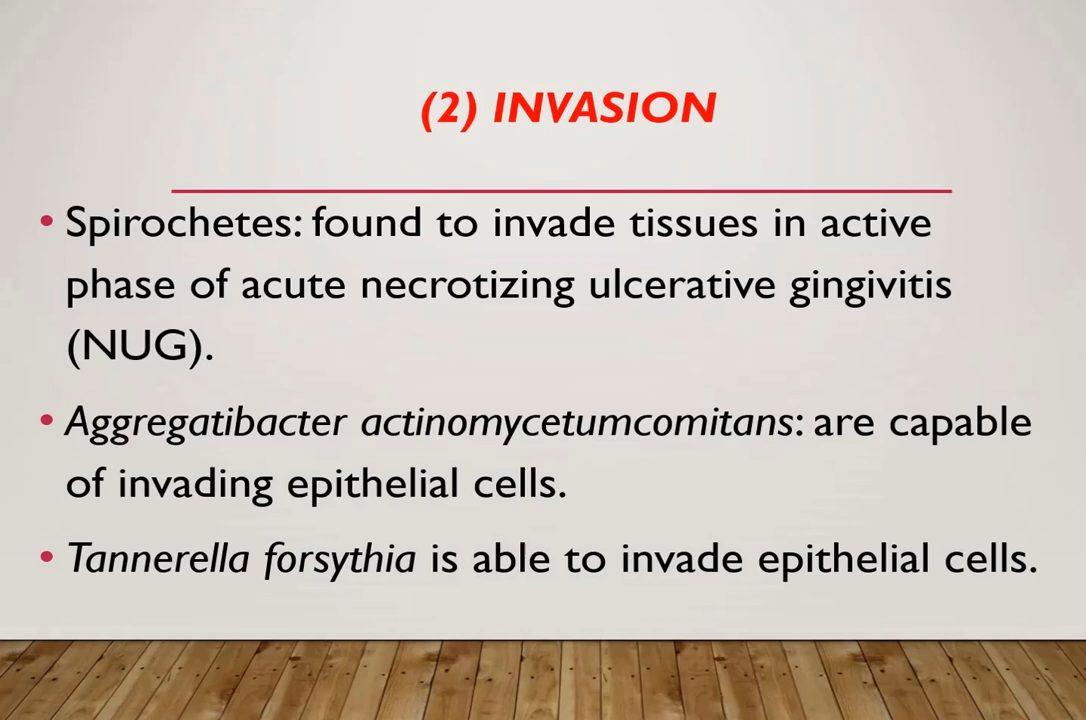 (2) INVASION
• Spirochetes: found to invade tissues in active
phase of acute necrotizing ulcerative gingivitis
(NUG).
• Aggregatibacter actinomycetumcomitans: are capable
of invading epithelial cells.
• Tannerella forsythia is able to invade epithelial cells.